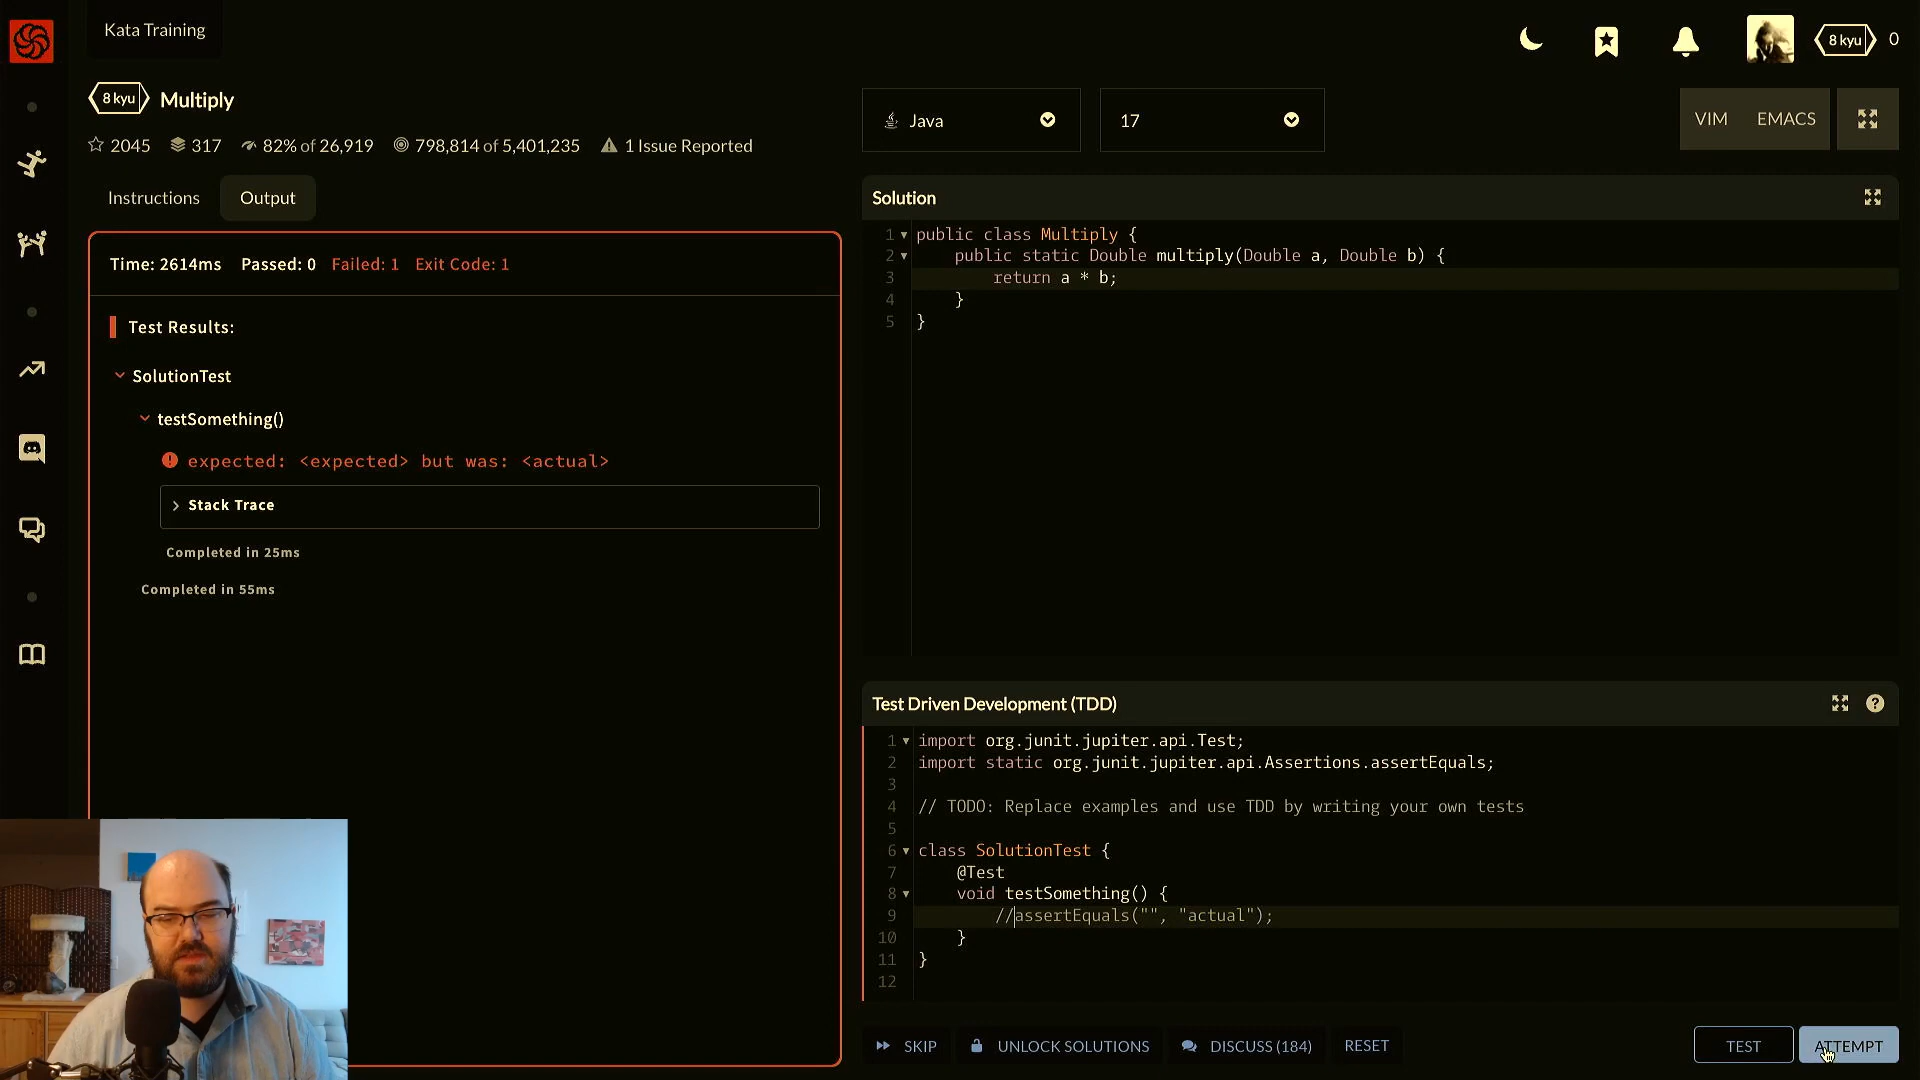 Kata Training
8 kyu
0
8 kyu
Multiply
2045
317
82% of 26,919
798,814 of 5,401,235
1 Issue Reported
Java
17
VIM
EMACS
Instructions
Output
Time: 2614ms Passed: 0 Failed: 1 Exit Code: 1
Test Results:
SolutionTest
testSomething()
expected: <expected> but was: <actual>
Stack Trace
Completed in 25ms
Completed in 55ms
Solution
1 public class Multiply {
2 public static Double multiply(Double a, Double b) {
3 return a * b;
4 }
5 }
Test Driven Development (TDD)
1 import org.junit.jupiter.api.Test;
2 import static org.junit.jupiter.api.Assertions.assertEquals;
3
4 // TODO: Replace examples and use TDD by writing your own tests
5
6 class SolutionTest {
7 @Test
8 void testSomething() {
9 //assertEquals("", "actual");
10 }
11 }
12
SKIP
UNLOCK SOLUTIONS
DISCUSS (184)
RESET
TEST
ATTEMPT